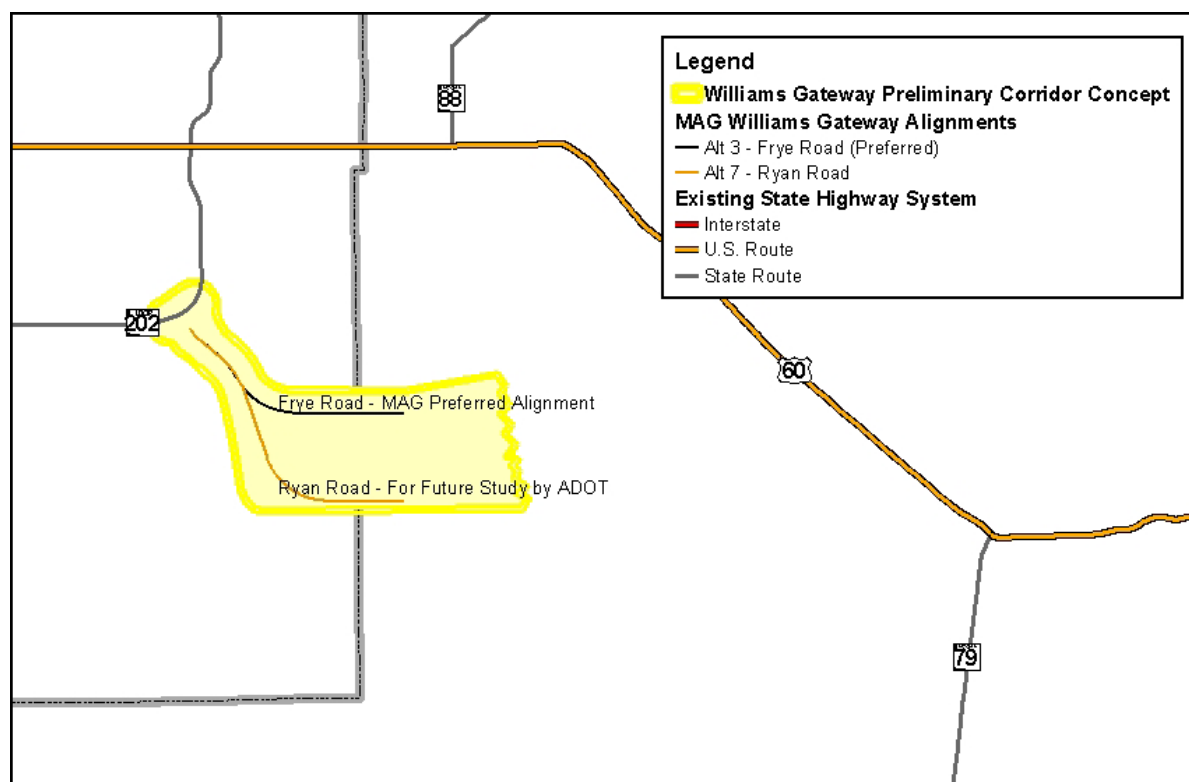 88
Legend
Williams Gateway Preliminary Corridor Concept
MAG Williams Gateway Alignments
Alt 3 - Frye Road (Preferred)
Alt 7 - Ryan Road
Existing State Highway System
Interstate
U.S. Route
State Route
202
60
Frye Road - MAG Preferred Alignment
Ryan Road - For Future Study by ADOT
79